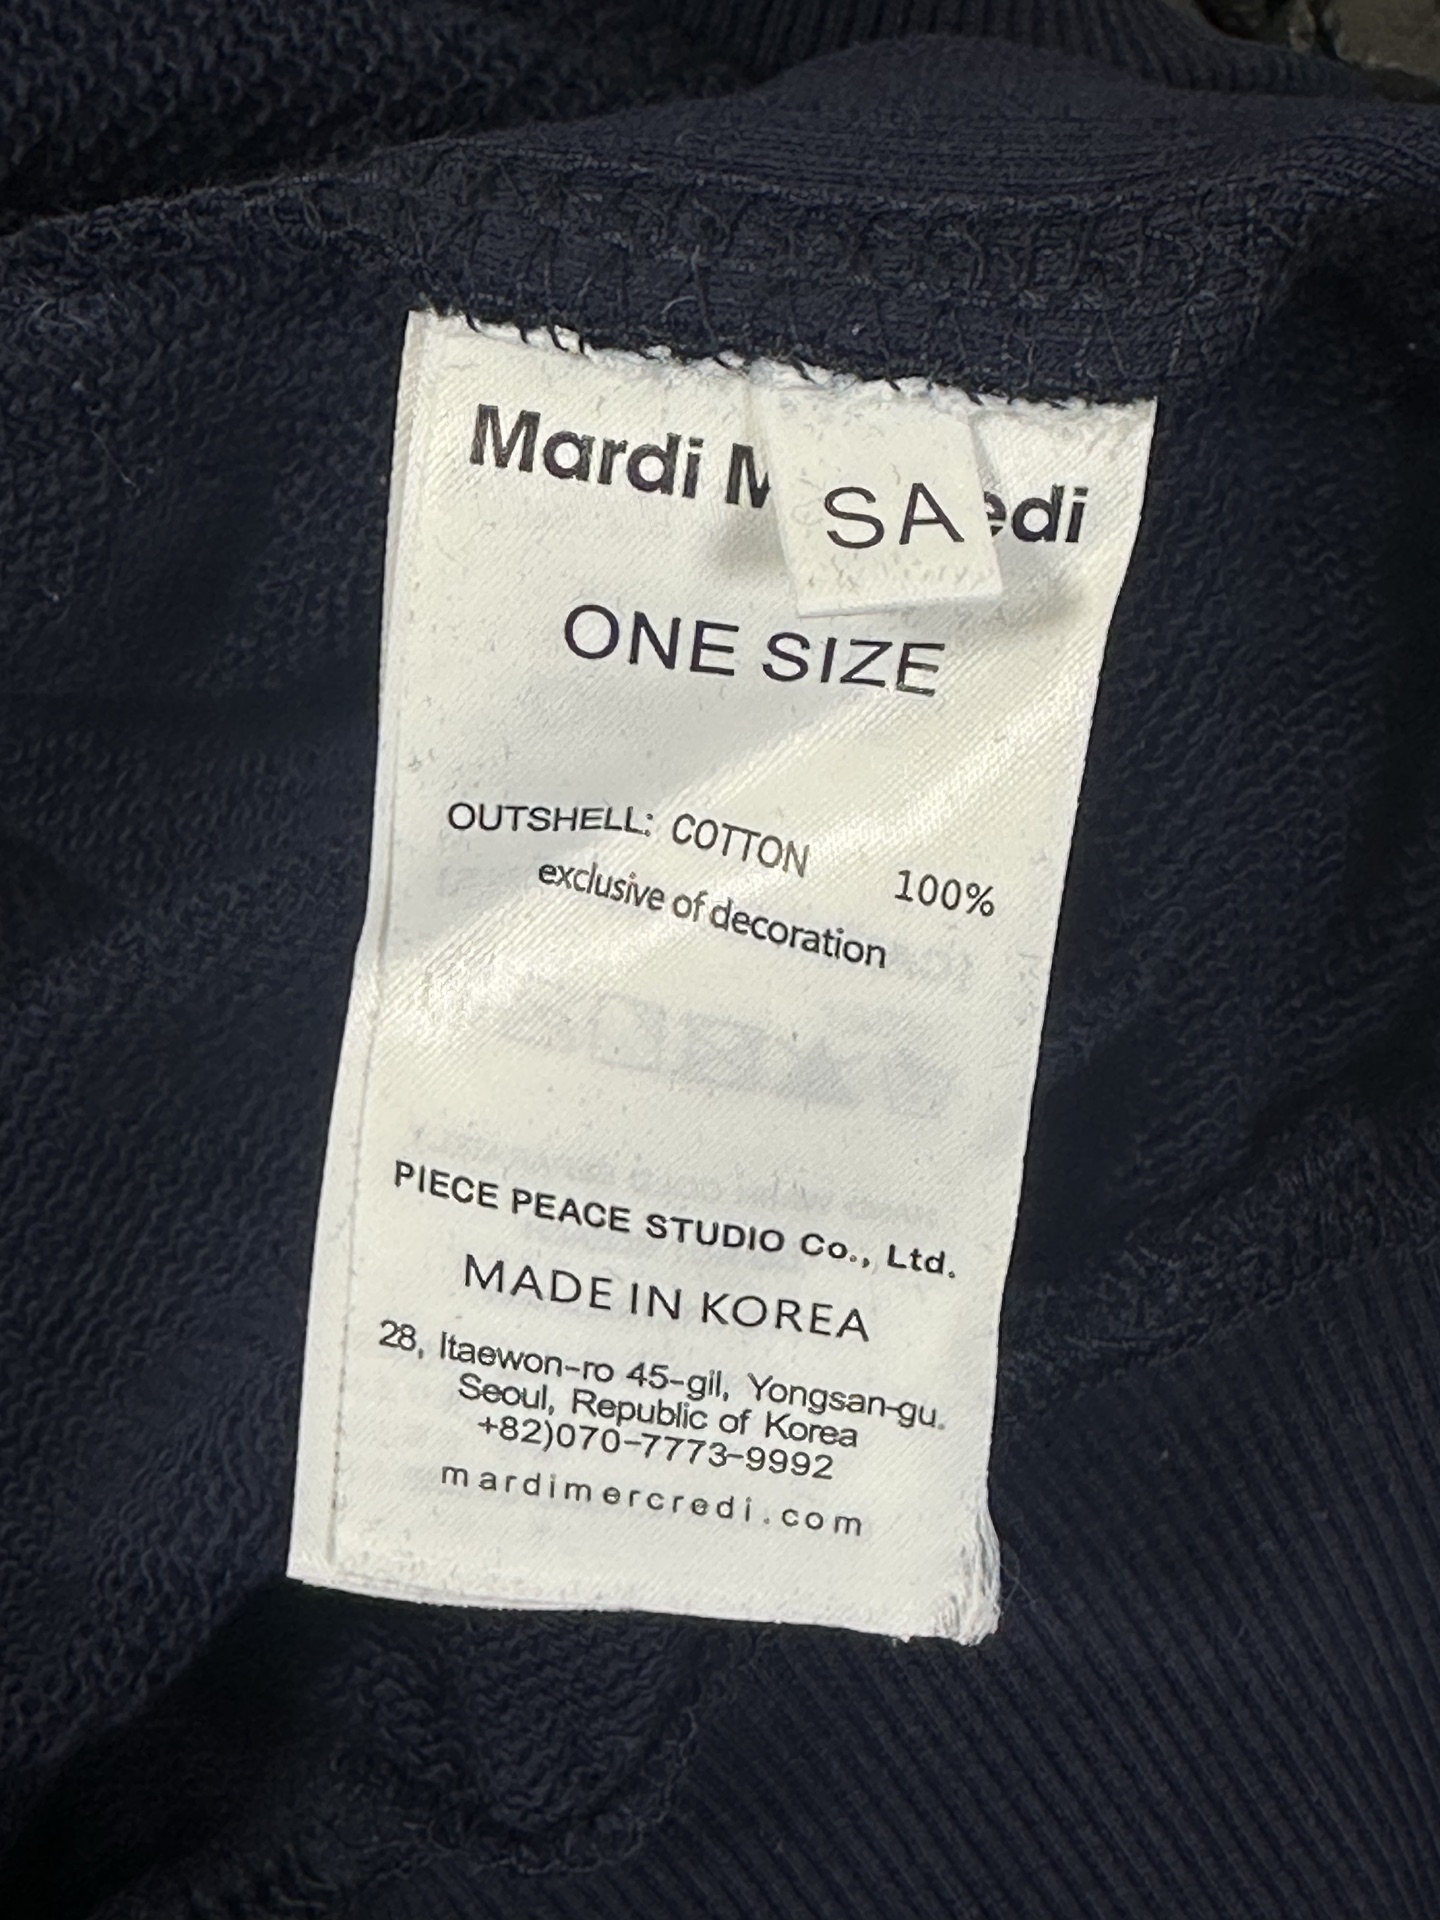 Mardi M edi
SA
ONE SIZE
OUTSHELL: COTTON 100%
exclusive of decoration
PIECE PEACE STUDIO Co., Ltd.
MADE IN KOREA
28, Itaewon-ro 45-gil, Yongsan-gu.
Seoul, Republic of Korea
+82)070-7773-9992
mardimercredi.com